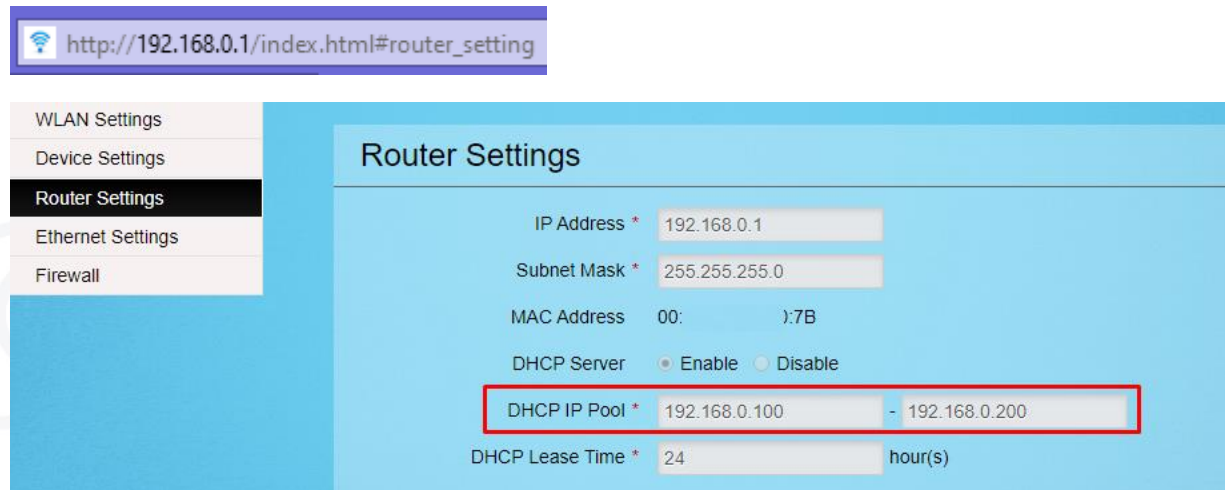 http://192.168.0.1/index.html#router_setting
WLAN Settings
Device Settings
Router Settings
Ethernet Settings
Firewall
Router Settings
IP Address * 192.168.0.1
Subnet Mask * 255.255.255.0
MAC Address 00: ):7B
DHCP Server Enable Disable
DHCP IP Pool * 192.168.0.100 - 192.168.0.200
DHCP Lease Time * 24 hour(s)